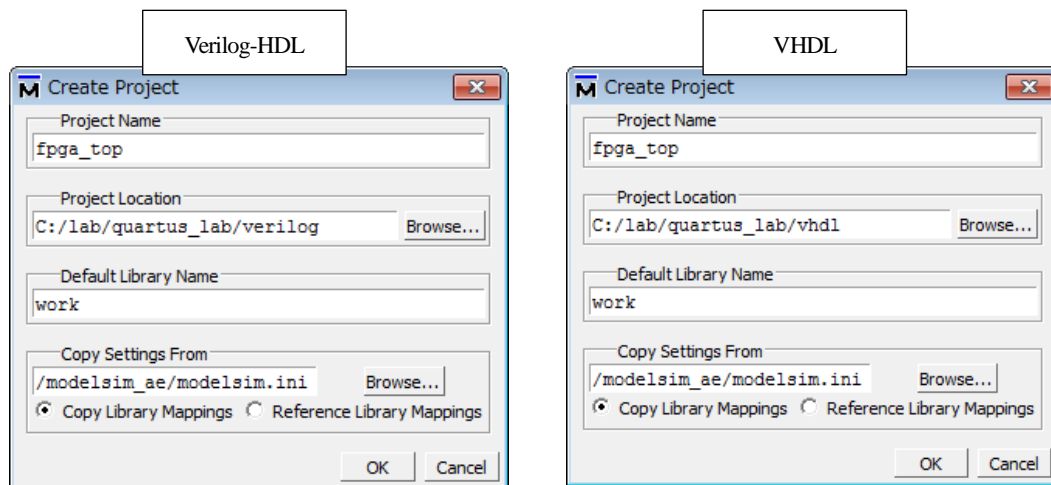 Verilog-HDL
Create Project
Project Name
fpga_top
Project Location
C:/lab/quartus_lab/verilog
Browse...
Default Library Name
work
Copy Settings From
/modelsim_ae/modelsim.ini
Browse...
Copy Library Mappings
Reference Library Mappings
OK
Cancel
VHDL
Create Project
Project Name
fpga_top
Project Location
C:/lab/quartus_lab/vhdl
Browse...
Default Library Name
work
Copy Settings From
/modelsim_ae/modelsim.ini
Browse...
Copy Library Mappings
Reference Library Mappings
OK
Cancel